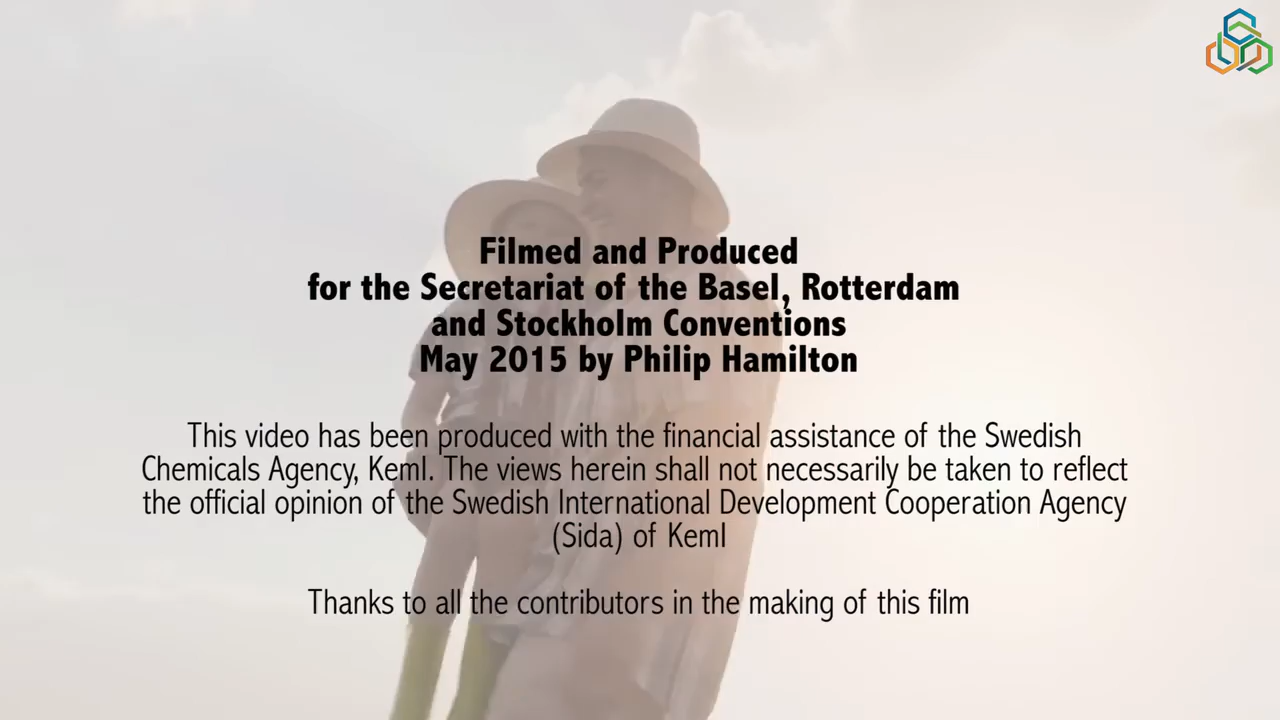 Filmed and Produced
for the Secretariat of the Basel, Rotterdam
and Stockholm Conventions
May 2015 by Philip Hamilton
This video has been produced with the financial assistance of the Swedish
Chemicals Agency, KemI. The views herein shall not necessarily be taken to reflect
the official opinion of the Swedish International Development Cooperation Agency
(Sida) of KemI
Thanks to all the contributors in the making of this film